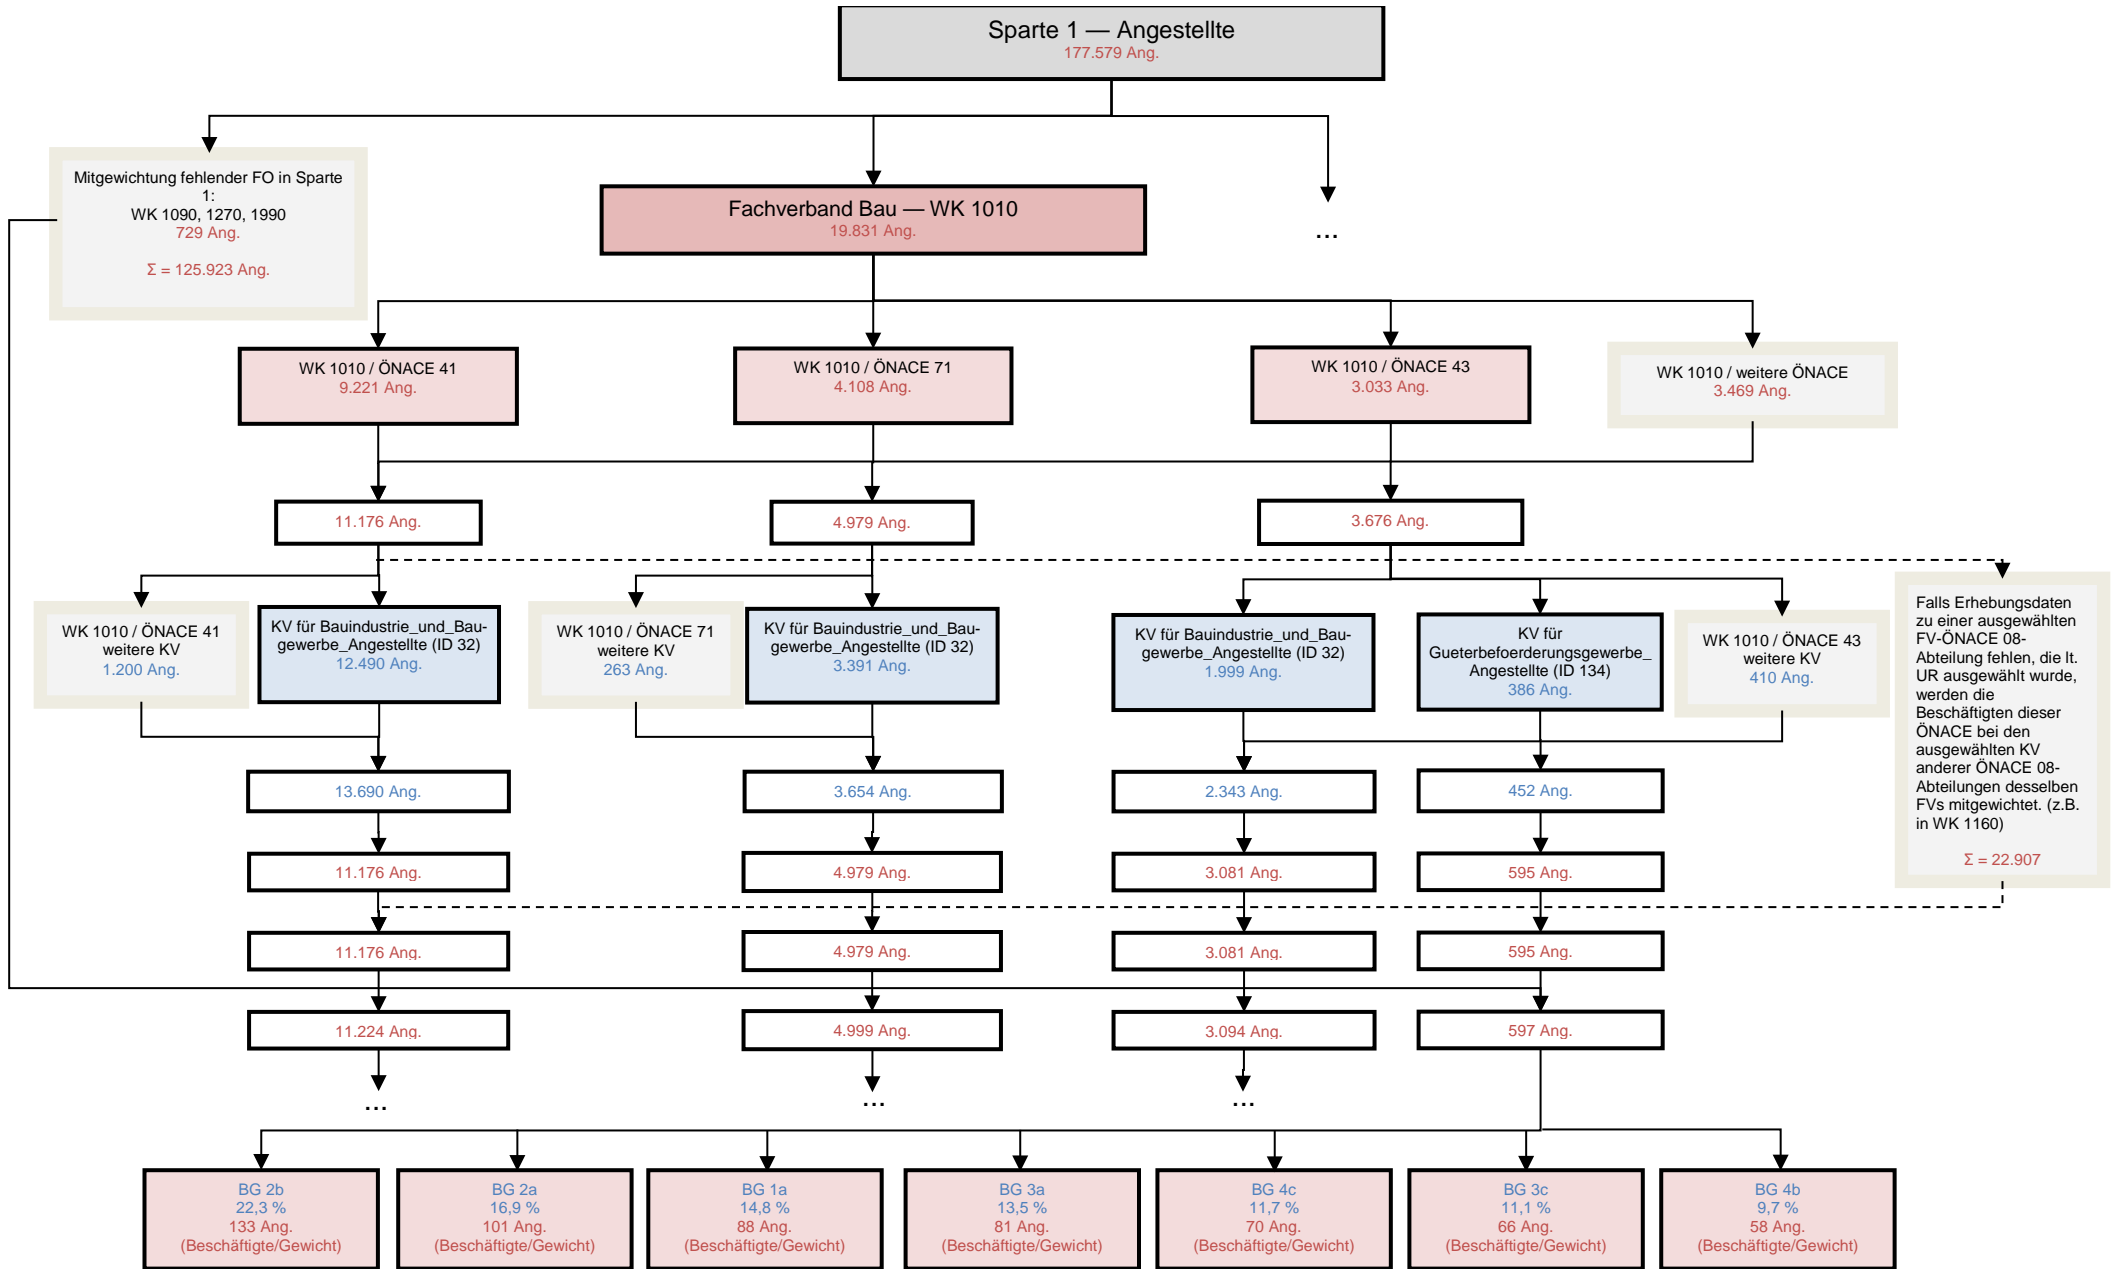 Sparte 1 — Angestellte
177.579 Ang.
Mitgewichtung fehlender FO in Sparte
1:
WK 1090, 1270, 1990
729 Ang.
Σ = 125.923 Ang.
Fachverband Bau — WK 1010
19.831 Ang.
...
WK 1010 / ÖNACE 41
9.221 Ang.
WK 1010 / ÖNACE 71
4.108 Ang.
WK 1010 / ÖNACE 43
3.033 Ang.
WK 1010 / weitere ÖNACE
3.469 Ang.
11.176 Ang.
4.979 Ang.
3.676 Ang.
WK 1010 / ÖNACE 41
weitere KV
1.200 Ang.
KV für Bauindustrie_und_Bau-
gewerbe_Angestellte (ID 32)
12.490 Ang.
WK 1010 / ÖNACE 71
weitere KV
263 Ang.
KV für Bauindustrie_und_Bau-
gewerbe_Angestellte (ID 32)
3.391 Ang.
KV für Bauindustrie_und_Bau-
gewerbe_Angestellte (ID 32)
1.999 Ang.
KV für
Gueterbefoerderungsgewerbe_
Angestellte (ID 134)
386 Ang.
WK 1010 / ÖNACE 43
weitere KV
410 Ang.
Falls Erhebungsdaten
zu einer ausgewählten
FV-ÖNACE 08-
Abteilung fehlen, die lt.
UR ausgewählt wurde,
werden die
Beschäftigten dieser
ÖNACE bei den
ausgewählten KV
anderer ÖNACE 08-
Abteilungen desselben
FVs mitgewichtet. (z.B.
in WK 1160)
Σ = 22.907
13.690 Ang.
3.654 Ang.
2.343 Ang.
452 Ang.
11.176 Ang.
4.979 Ang.
3.081 Ang.
595 Ang.
11.176 Ang.
4.979 Ang.
3.081 Ang.
595 Ang.
11.224 Ang.
4.999 Ang.
3.094 Ang.
597 Ang.
...
...
...
BG 2b
22,3 %
133 Ang.
(Beschäftigte/Gewicht)
BG 2a
16,9 %
101 Ang.
(Beschäftigte/Gewicht)
BG 1a
14,8 %
88 Ang.
(Beschäftigte/Gewicht)
BG 3a
13,5 %
81 Ang.
(Beschäftigte/Gewicht)
BG 4c
11,7 %
70 Ang.
(Beschäftigte/Gewicht)
BG 3c
11,1 %
66 Ang.
(Beschäftigte/Gewicht)
BG 4b
9,7 %
58 Ang.
(Beschäftigte/Gewicht)